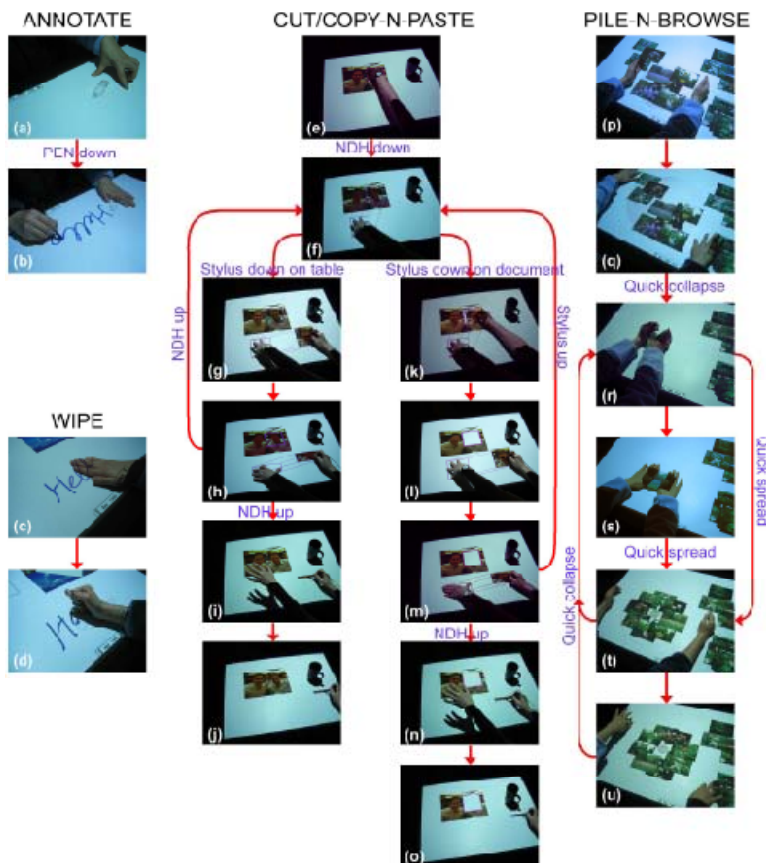 ANNOTATE
CUT/COPY-N-PASTE
PILE-N-BROWSE
(a)
PEN down
(b)
WIPE
(c)
(d)
(e)
NDH down
(f)
Stylus down on table
Stylus down on document
NDH up
Stylus up
(g)
(k)
(h)
(l)
NDH up
(i)
(m)
NDH up
(j)
(n)
(o)
(p)
(q)
Quick collapse
(r)
(s)
Quick spread
Quick spread
Quick collapse
(t)
(u)